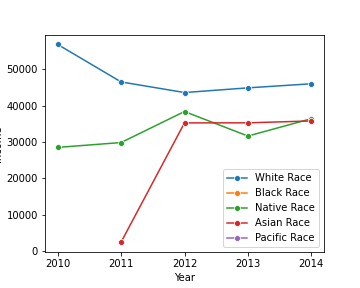 50000
40000
30000
20000
10000
0
2010 2011 2012 2013 2014
Year
White Race
Black Race
Native Race
Asian Race
Pacific Race